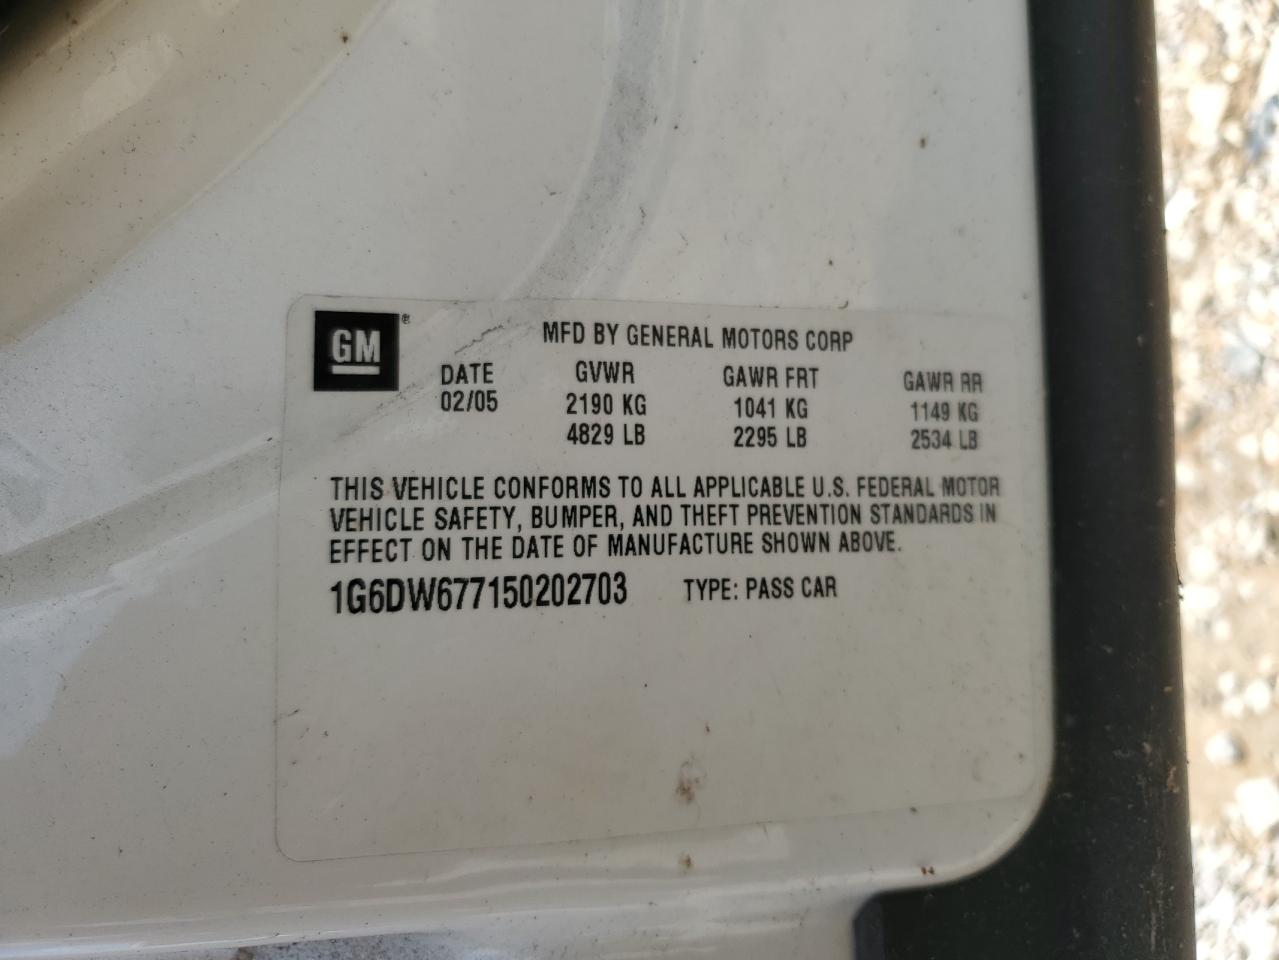 GM®
MFD BY GENERAL MOTORS CORP
DATE GVWR GAWR FRT GAWR RR
02/05 2190 KG 1041 KG 1149 KG
4829 LB 2295 LB 2534 LB
THIS VEHICLE CONFORMS TO ALL APPLICABLE U.S. FEDERAL MOTOR
VEHICLE SAFETY, BUMPER, AND THEFT PREVENTION STANDARDS IN
EFFECT ON THE DATE OF MANUFACTURE SHOWN ABOVE.
1G6DW677150202703 TYPE: PASS CAR